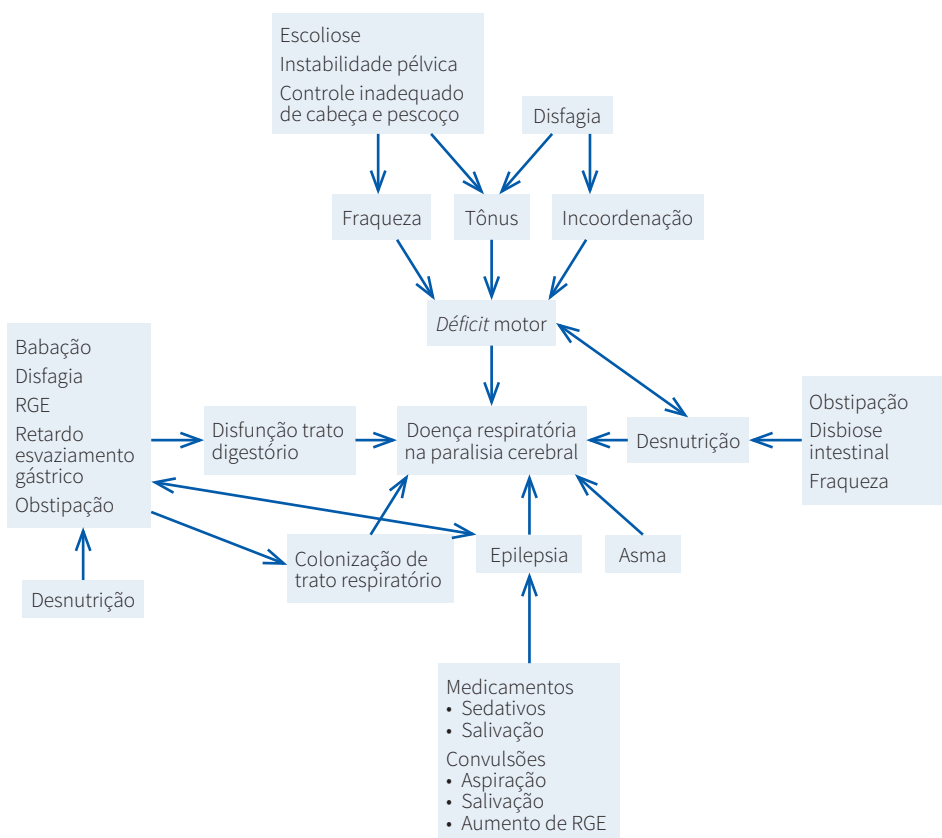 Escoliose
Instabilidade pélvica
Controle inadequado
de cabeça e pescoço
Disfagia
Fraqueza
Tônus
Incoordenação
Déficit motor
Babação
Disfagia
RGE
Retardo
esvaziamento
gástrico
Obstipação
Disfunção trato
digestório
Doença respiratória
na paralisia cerebral
Desnutrição
Obstipação
Disbiose
intestinal
Fraqueza
Colonização de
trato respiratório
Epilepsia
Asma
Desnutrição
Medicamentos
• Sedativos
• Salivação
Convulsões
• Aspiração
• Salivação
• Aumento de RGE